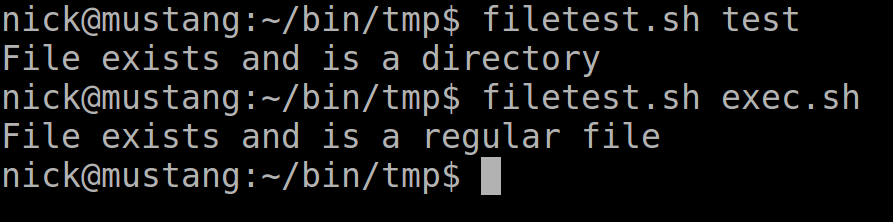 nick@mustang:~/bin/tmp$ filetest.sh test
File exists and is a directory
nick@mustang:~/bin/tmp$ filetest.sh exec.sh
File exists and is a regular file
nick@mustang:~/bin/tmp$